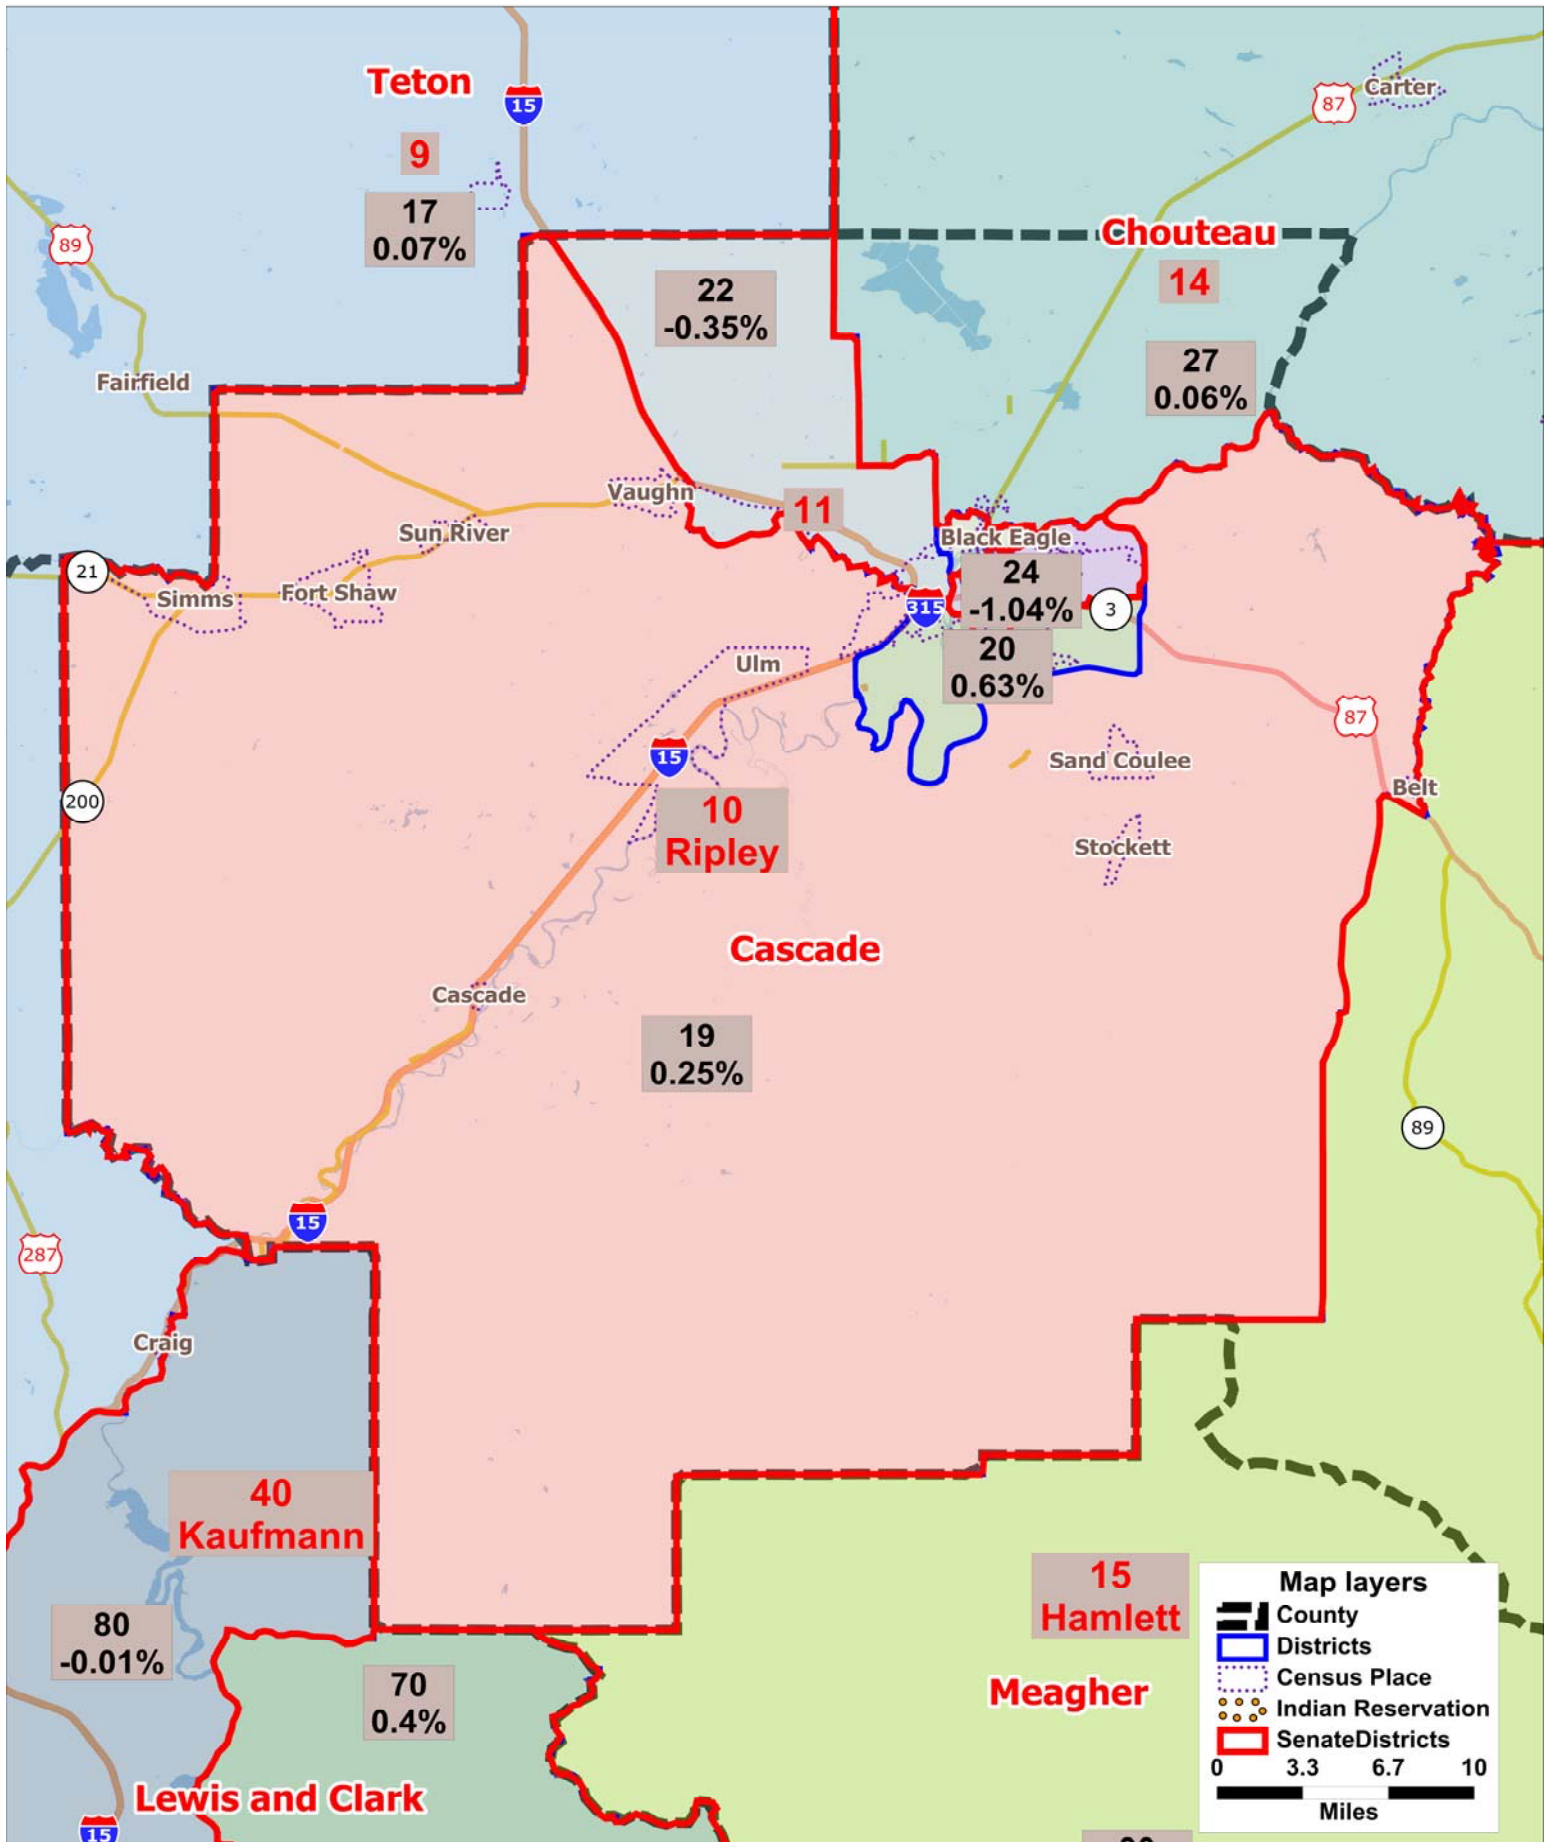 Teton
15
87
Carter
9
17
0.07%
89
Chouteau
14
22
-0.35%
27
0.06%
Fairfield
Vaughn
11
Sun River
Black Eagle
21
Simms
Fort Shaw
24
-1.04%
315
3
20
0.63%
Ulm
87
15
Sand Coulee
Belt
200
10
Ripley
Stockett
Cascade
Cascade
19
0.25%
89
15
287
Craig
40
Kaufmann
15
Hamlett
80
-0.01%
70
0.4%
Meagher
Lewis and Clark
15
Map layers
County
Districts
Census Place
Indian Reservation
SenateDistricts
0 3.3 6.7 10
Miles